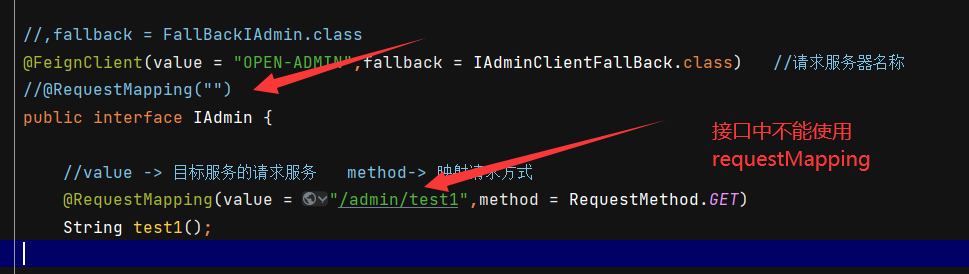 //,fallback = FallBackIAdmin.class
@FeignClient(value = "OPEN-ADMIN",fallback = IAdminClientFallBack.class)    //请求服务器名称
//@RequestMapping("")
public interface IAdmin {
接口中不能使用
requestMapping
//value -> 目标服务的请求服务   method-> 映射请求方式
@RequestMapping(value = "/admin/test1",method = RequestMethod.GET)
String test1();